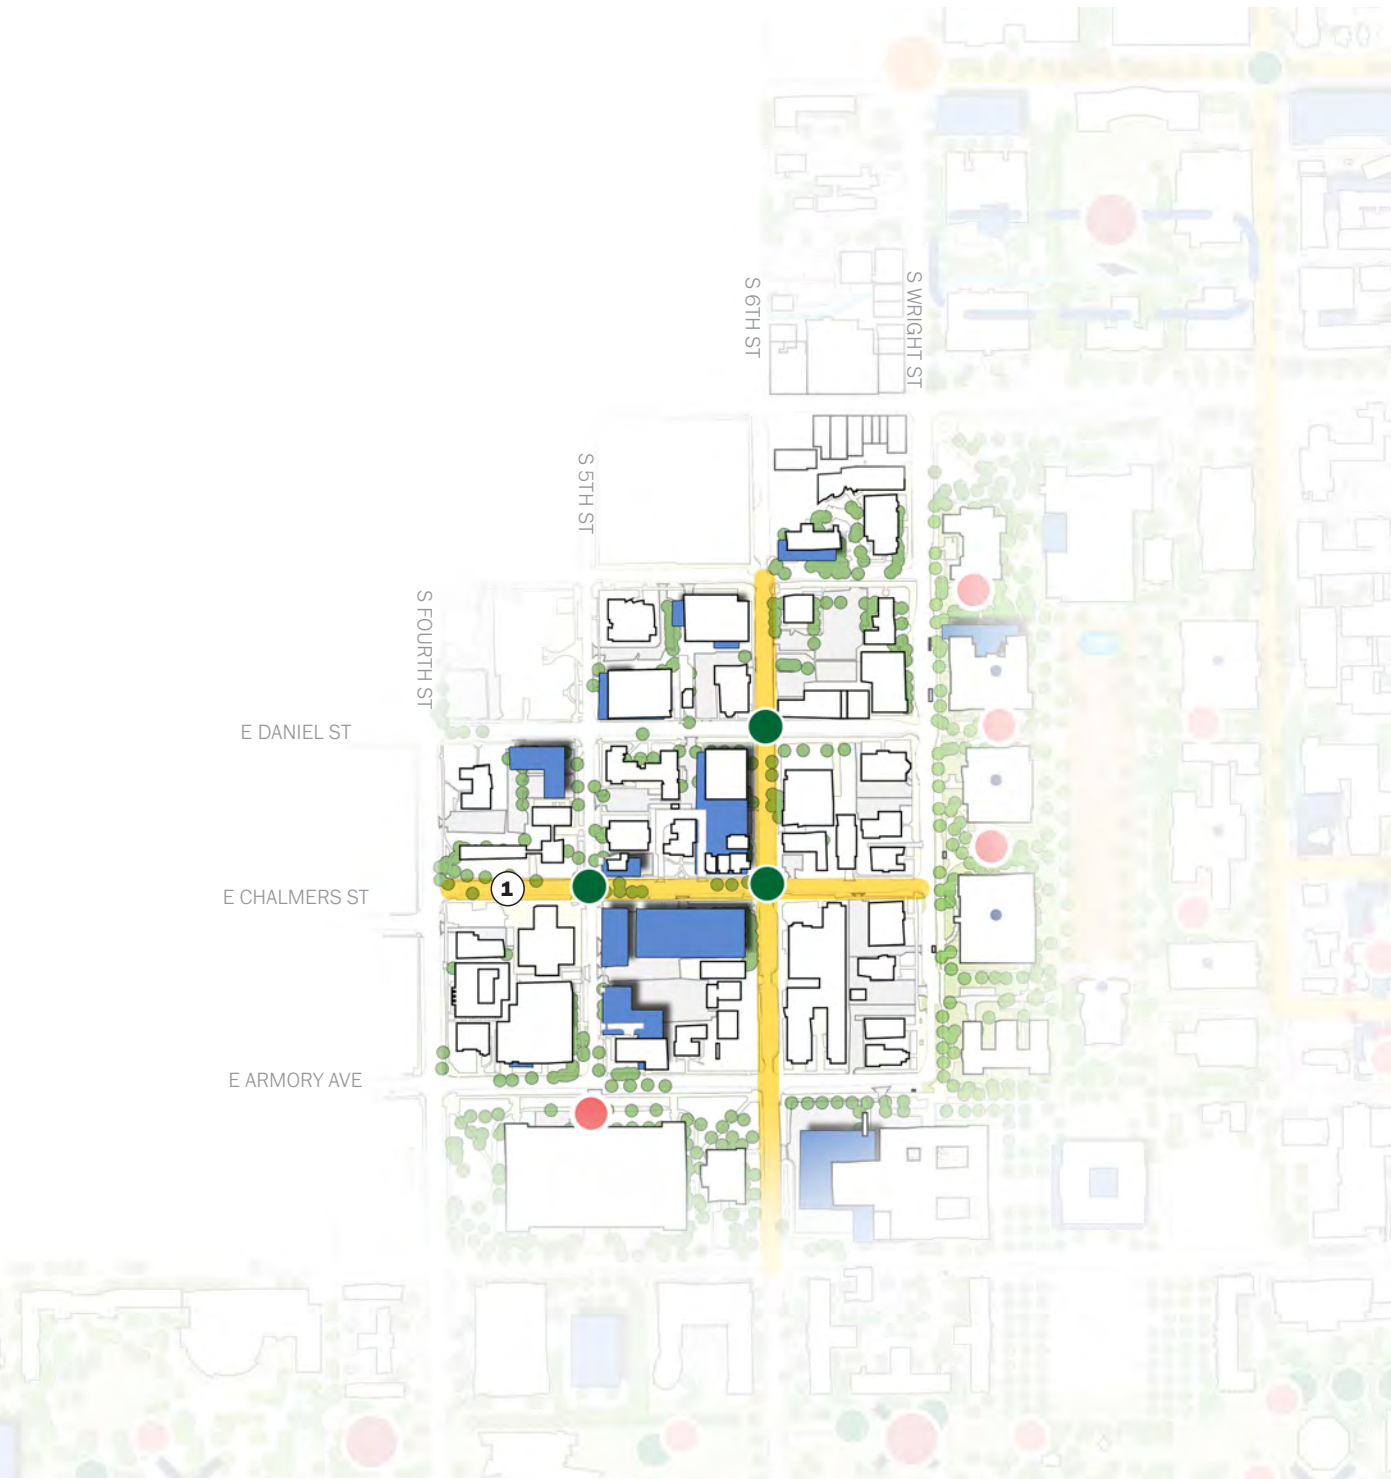 S 6TH ST
S WRIGHT ST
S 5TH ST
S FOURTH ST
E DANIEL ST
E CHALMERS ST
1
E ARMORY AVE